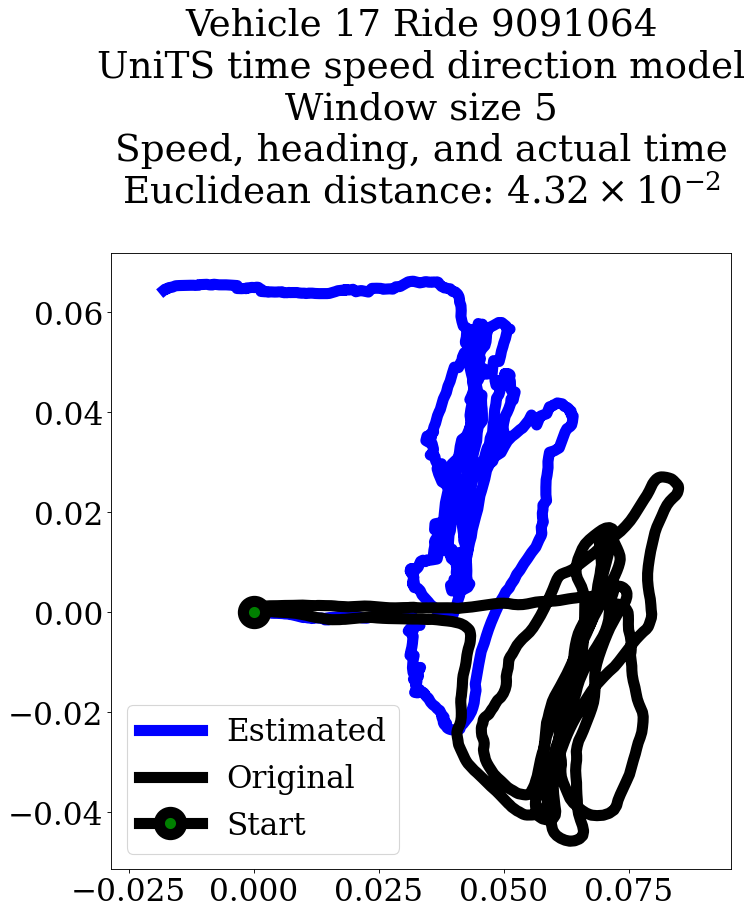 Vehicle 17 Ride 9091064
UniTS time speed direction model
Window size 5
Speed, heading, and actual time
Euclidean distance: 4.32 × 10⁻²
0.06
0.04
0.02
0.00
−0.02
−0.04
Estimated
Original
Start
−0.025 0.000 0.025 0.050 0.075